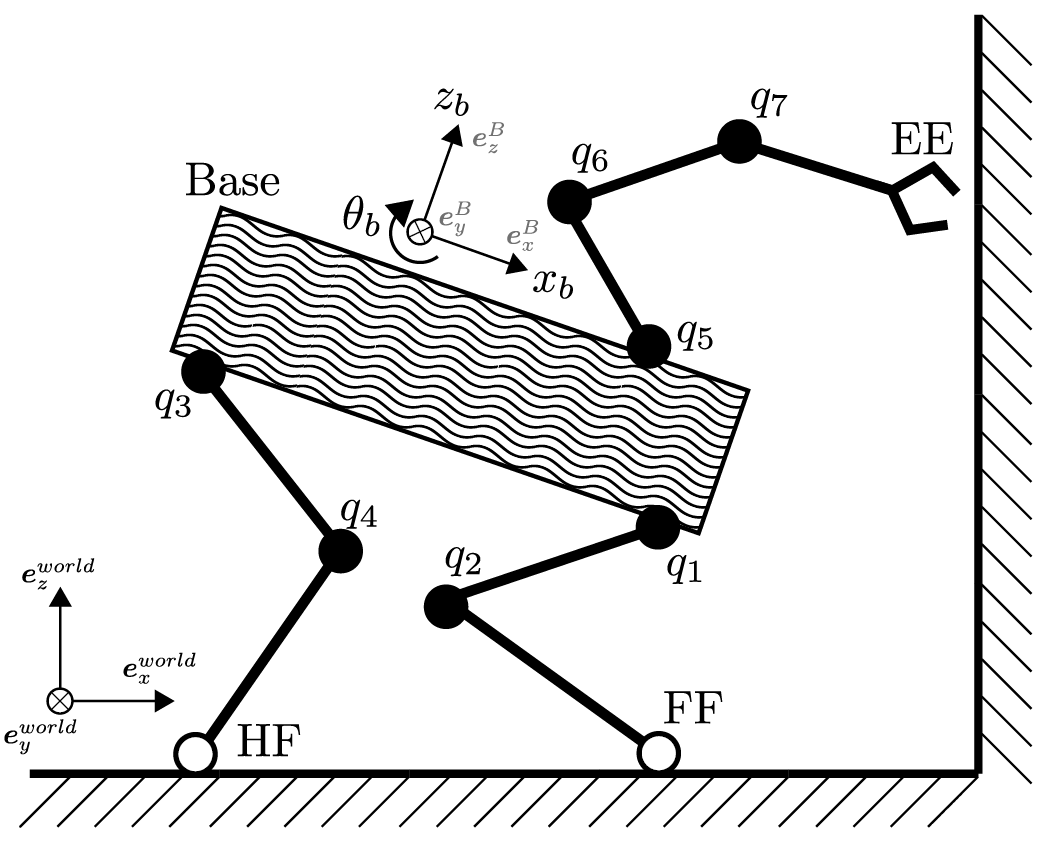 z_b
e_z^B
q_7
EE
q_6
Base
θ_b
e_y^B
e_x^B
x_b
q_5
q_3
q_4
q_2
q_1
e_z^{world}
e_x^{world}
e_y^{world}
HF
FF